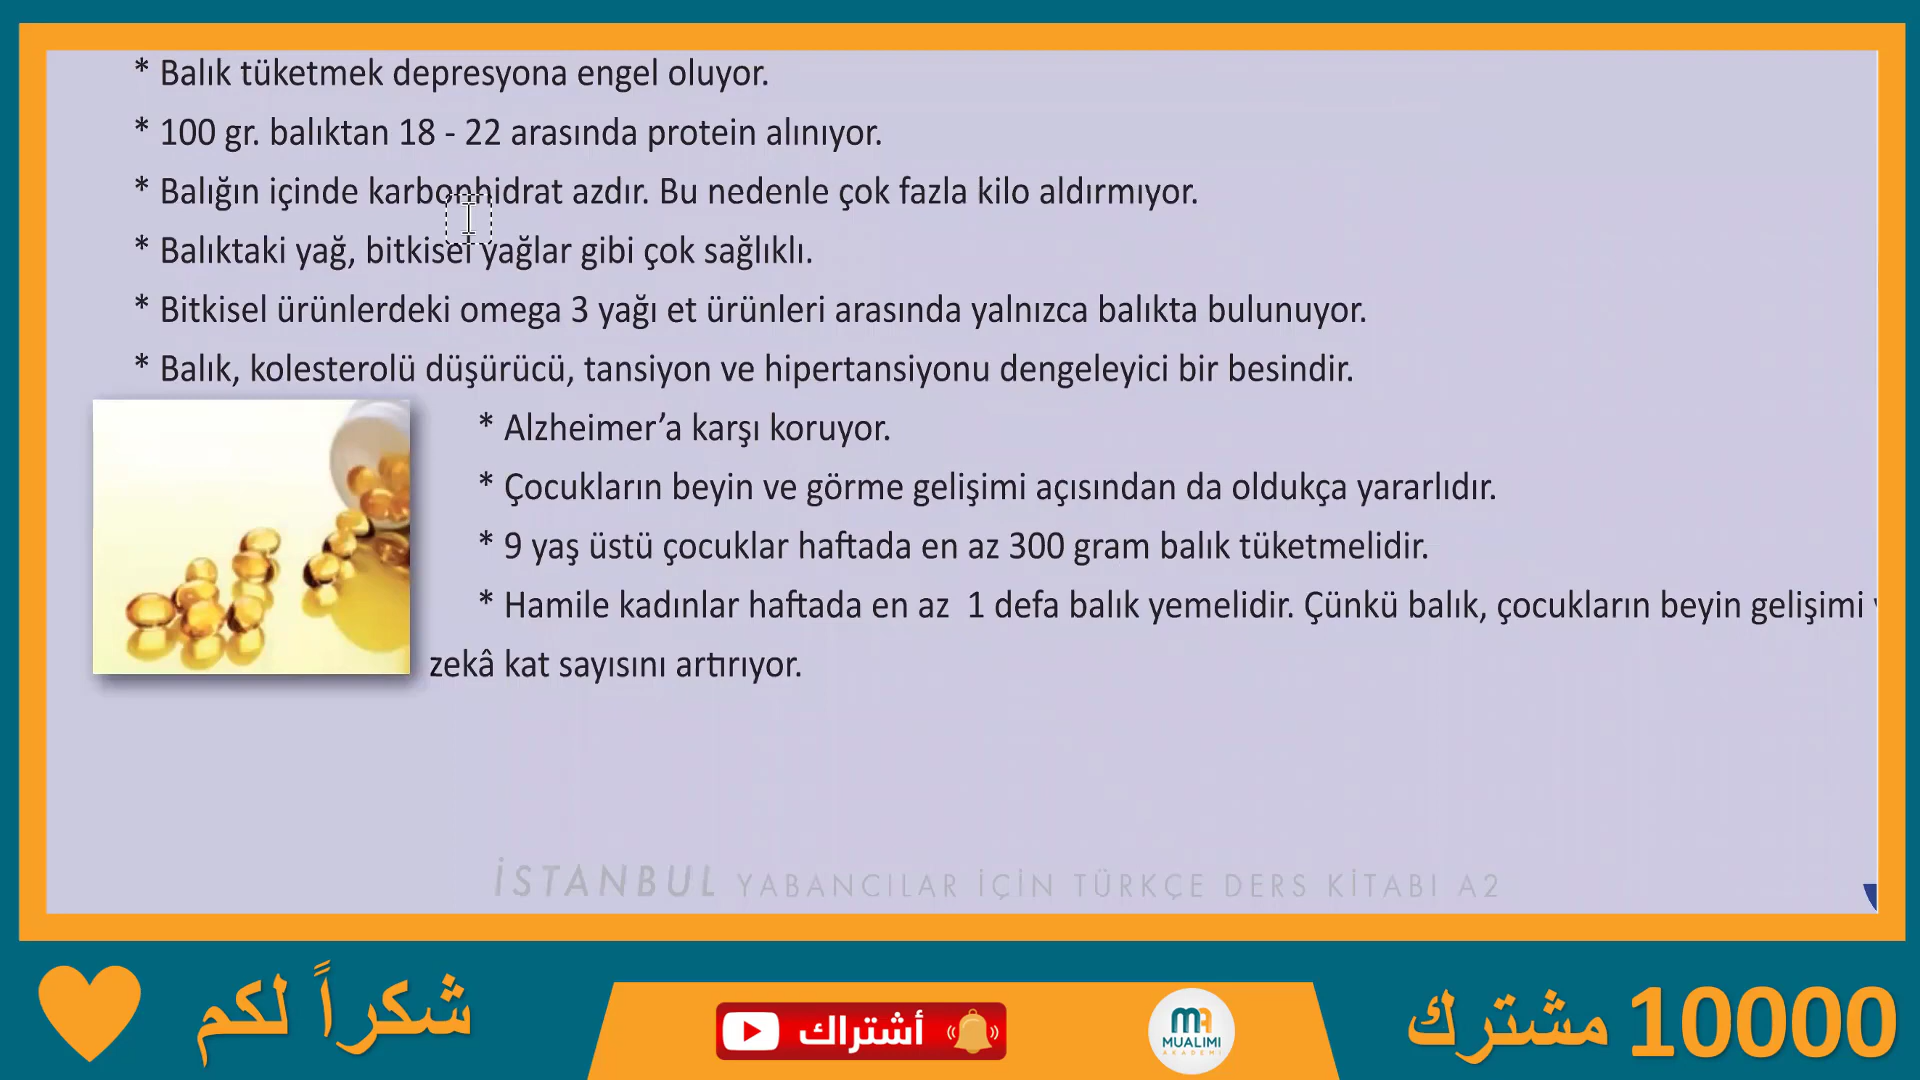 * Balık tüketmek depresyona engel oluyor.
* 100 gr. balıktan 18 - 22 arasında protein alınıyor.
* Balığın içinde karbonhidrat azdır. Bu nedenle çok fazla kilo aldırmıyor.
* Balıktaki yağ, bitkisel yağlar gibi çok sağlıklı.
* Bitkisel ürünlerdeki omega 3 yağı et ürünleri arasında yalnızca balıkta bulunuyor.
* Balık, kolesterolü düşürücü, tansiyon ve hipertansiyonu dengeleyici bir besindir.
* Alzheimer’a karşı koruyor.
* Çocukların beyin ve görme gelişimi açısından da oldukça yararlıdır.
* 9 yaş üstü çocuklar haftada en az 300 gram balık tüketmelidir.
* Hamile kadınlar haftada en az 1 defa balık yemelidir. Çünkü balık, çocukların beyin gelişimi
zekâ kat sayısını artırıyor.
İSTANBUL YABANCILAR İÇİN TÜRKÇE DERS KİTABI A2
شكراً لكم
أشتراك
MUALIMI
AKADEMI
10000 مشترك